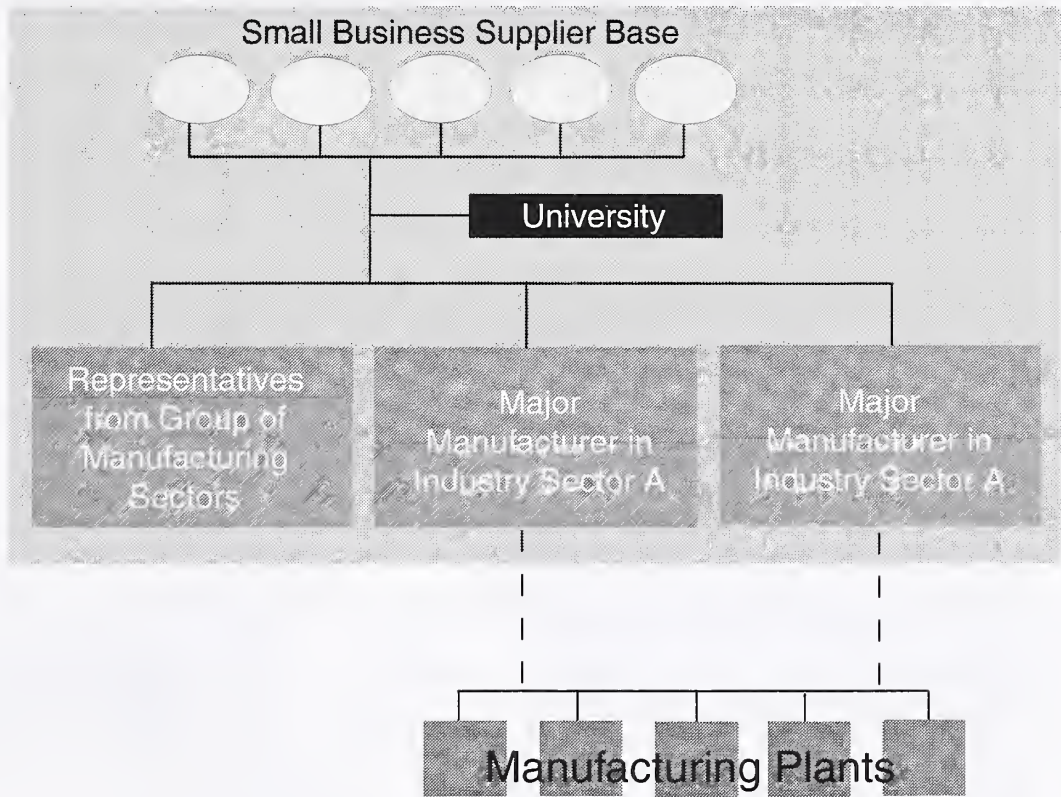 Small Business Supplier Base
University
Representatives
from Group of
Manufacturing
Sectors
Major
Manufacturer in
Industry Sector A
Major
Manufacturer in
Industry Sector A
Manufacturing Plants